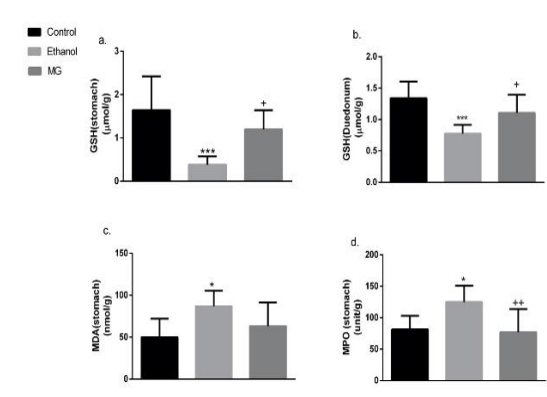 Control
Ethanol
MG
a.
GSH(stomach)
(µmol/g)
3
2
1
0
***
+
b.
GSH(Duedonum)
(µmol/g)
2.0
1.5
1.0
0.5
0.0
***
+
c.
MDA(stomach)
(nmol/g)
150
100
50
0
*
d.
MPO (stomach)
(unit/g)
200
150
100
50
0
*
++